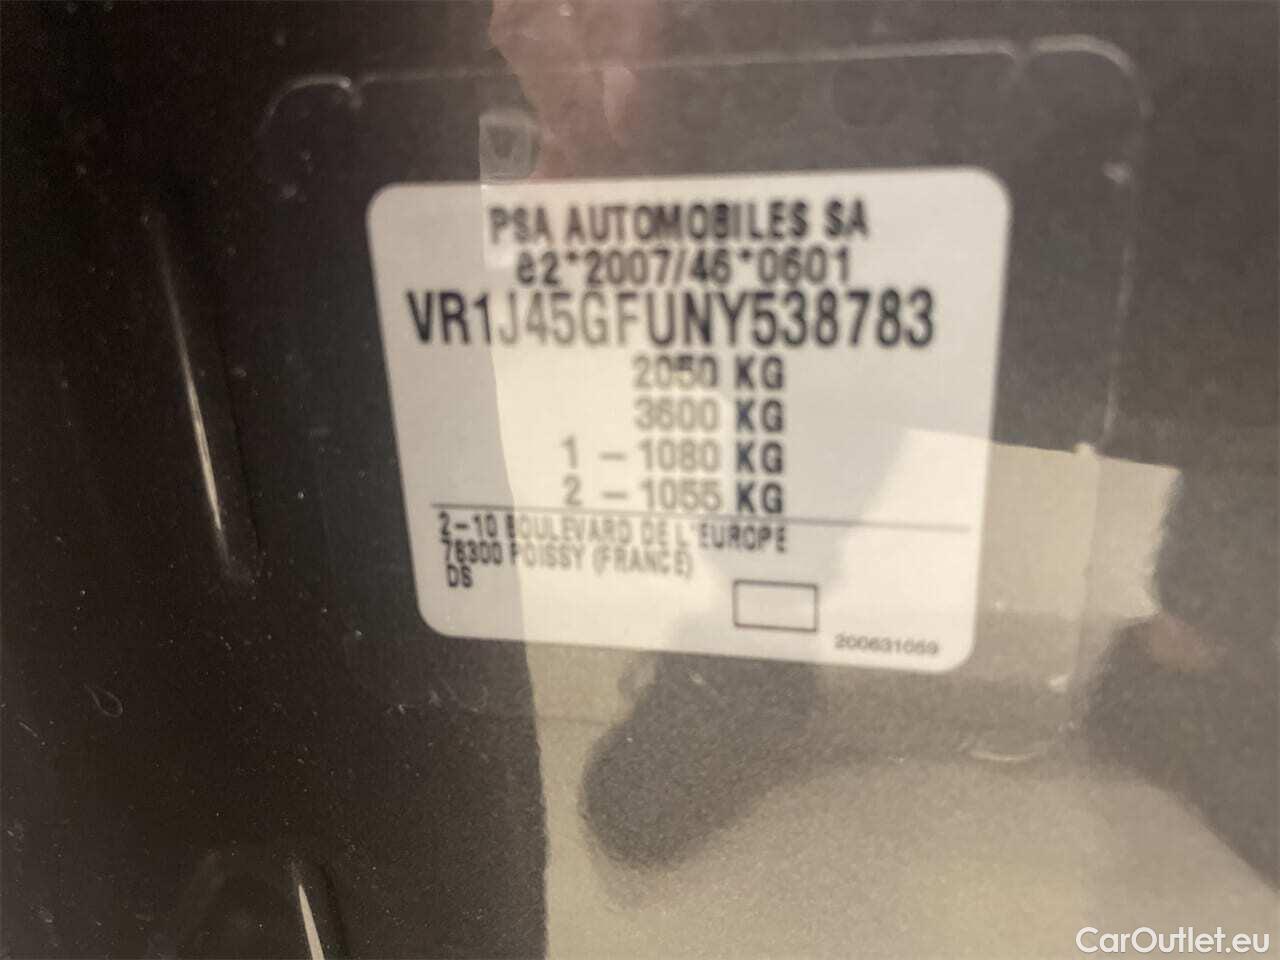 PSA AUTOMOBILES SA
e2*2007/46*0601
VR1J45GFUNY538783
2050 KG
3600 KG
1 - 1080 KG
2 - 1055 KG
2-10 BOULEVARD DE L'EUROPE
78300 POISSY (FRANCE)
DS
200631059
CarOutlet.eu